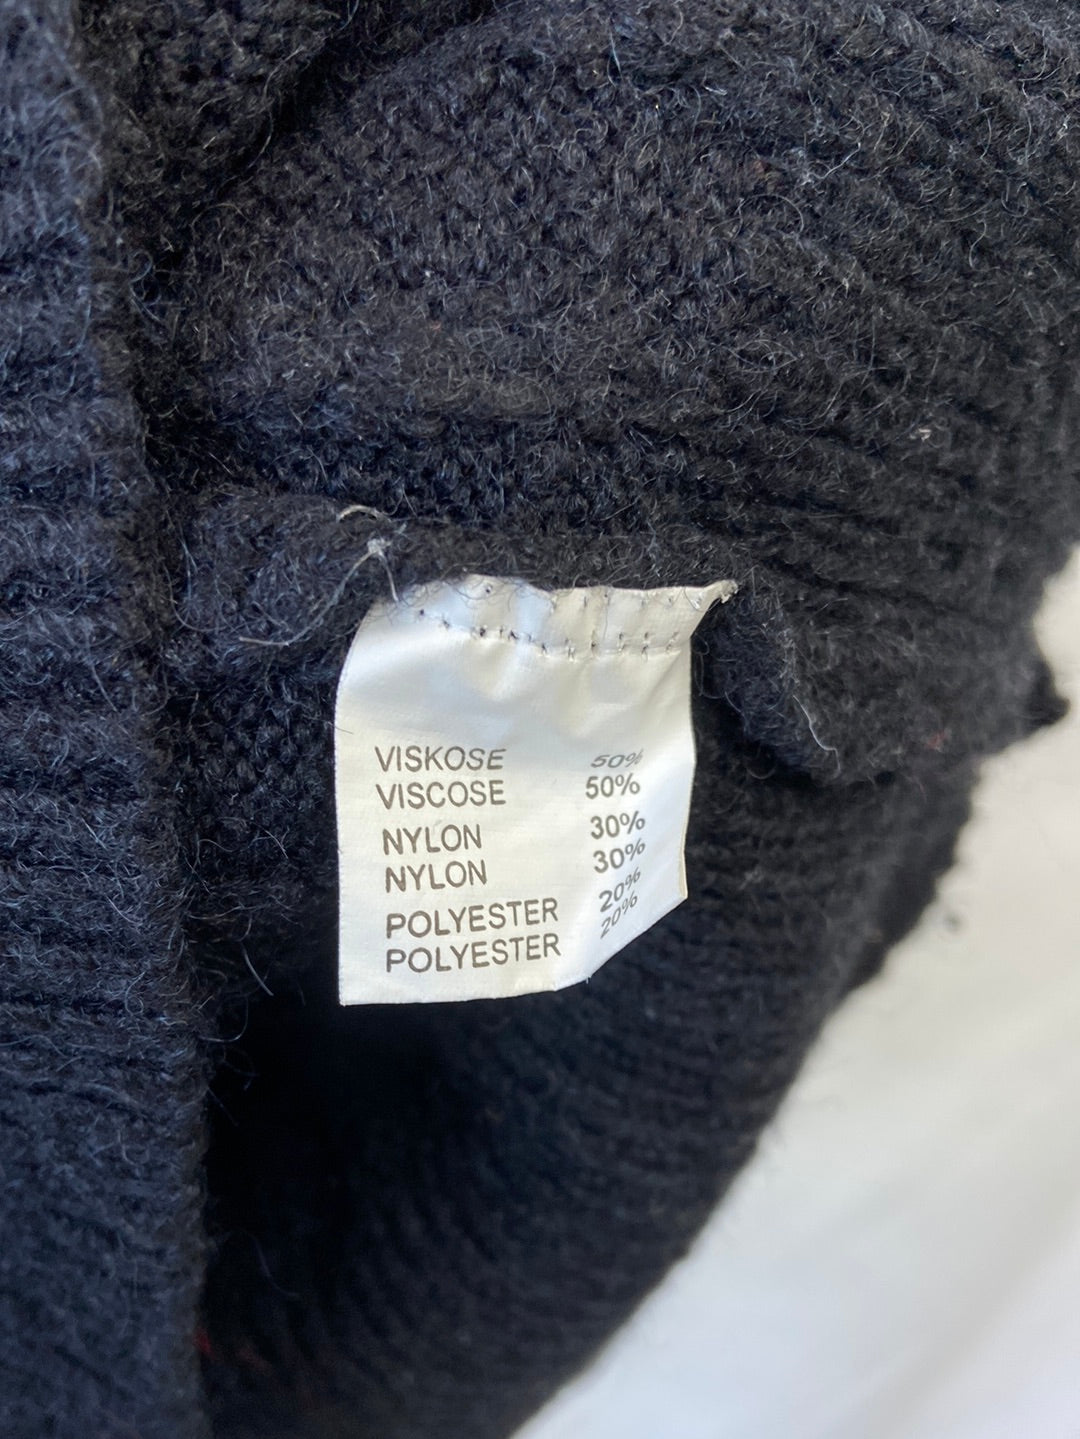 VISKOSE 50%
VISCOSE 50%
NYLON 30%
NYLON 30%
POLYESTER 20%
POLYESTER 20%